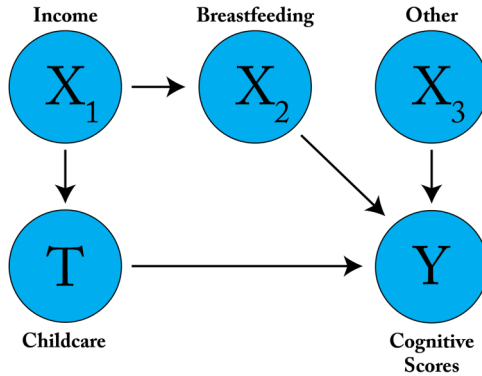 Income Breastfeeding Other
X1 X2 X3
T Y
Childcare Cognitive
Scores